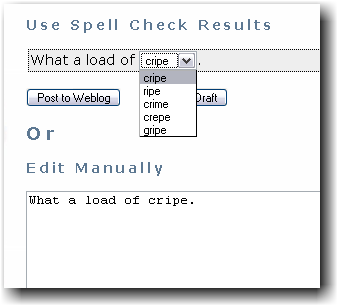 Use Spell Check Results
What a load of cripe .
cripe
ripe
crime
crepe
gripe
Post to Weblog Draft
Or
Edit Manually
What a load of cripe.